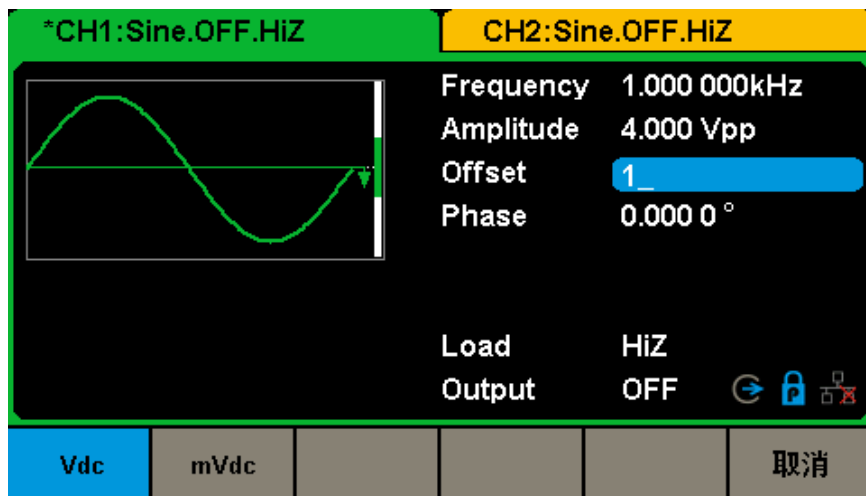 *CH1:Sine.OFF.HiZ
CH2:Sine.OFF.HiZ
Frequency 1.000 000kHz
Amplitude 4.000 Vpp
Offset 1_
Phase 0.000 0 °
Load HiZ
Output OFF P
Vdc mVdc 取消